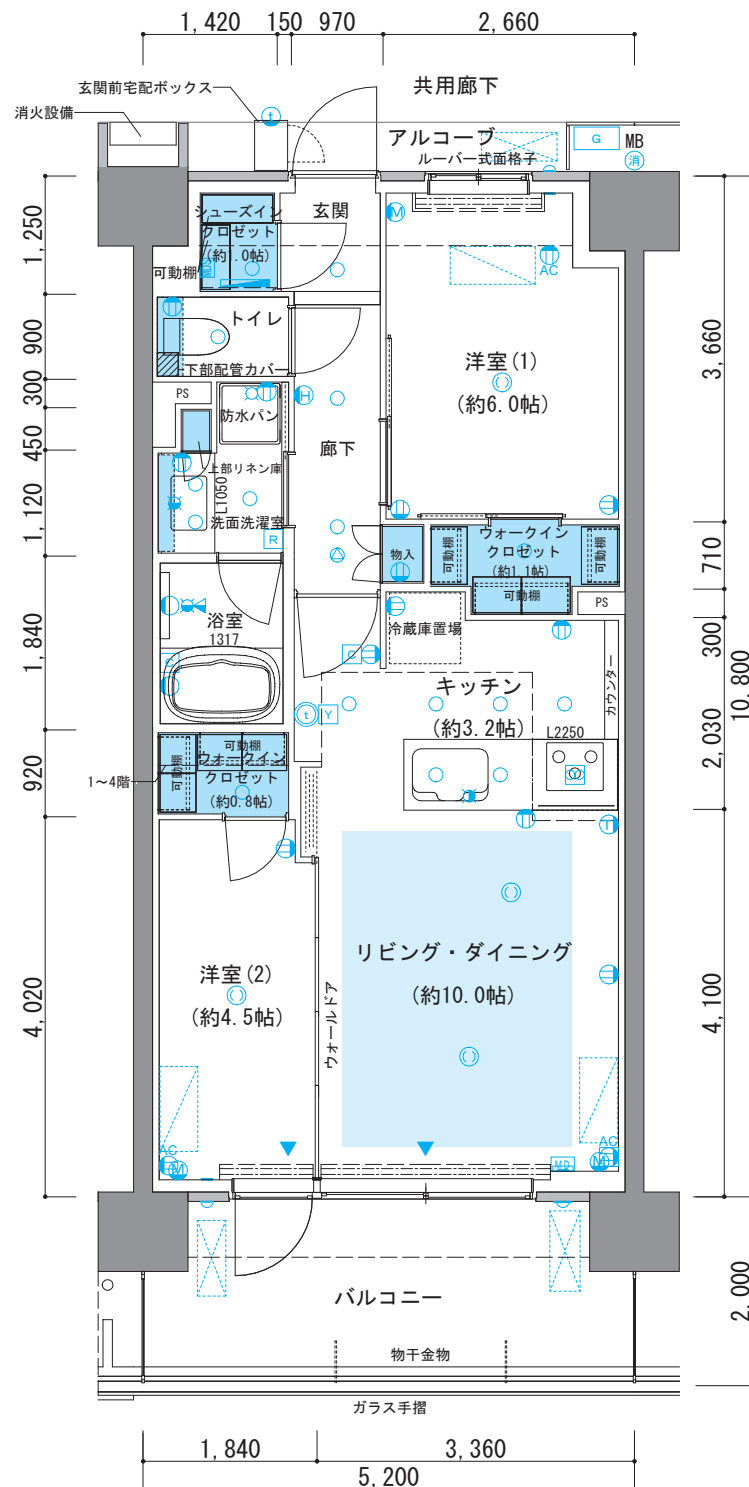 1,420 150 970 2,660
玄関前宅配ボックス
共用廊下
消火設備
t
アルコーブ
G
MB
消
ルーバー式面格子
シューズイン
クロゼット
(約1.0帖)
玄関
M
AC
可動棚
トイレ
下部配管カバー
洋室(1)
(約6.0帖)
PS
防水パン
H
廊下
上部リネン庫
L1050
洗面洗濯室
R
物入
可動棚
ウォークイン
クロゼット
(約1.1帖)
可動棚
可動棚
PS
浴室
1317
冷蔵庫置場
C
C
キッチン
(約3.2帖)
カウンター
t
Y
L2250
可動棚
ウォークイン
クロゼット
(約0.8帖)
可動棚
1〜4階
T
リビング・ダイニング
(約10.0帖)
洋室(2)
(約4.5帖)
ウォールドア
AC
M
AC
M
MD
バルコニー
物干金物
ガラス手摺
1,250
900
300
450
1,120
1,840
920
4,020
3,660
710
300
2,030
4,100
10,800
2,000
1,840 3,360
5,200